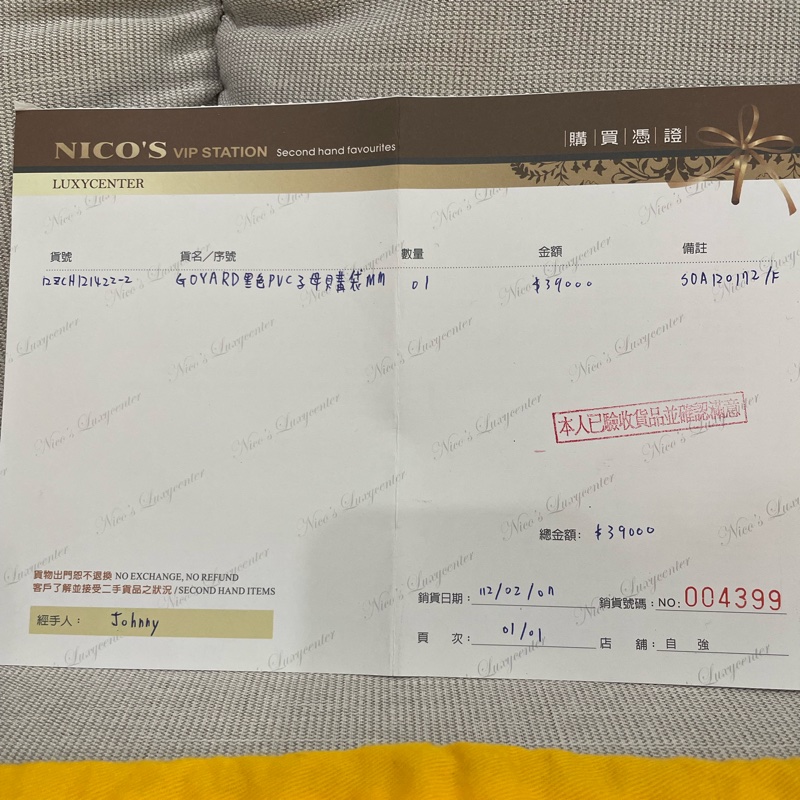 NICO'S VIP STATION Second hand favourites
購買憑證
LUXYCENTER
貨號 貨名／序號 數量 金額 備註
12ZCH121422-2 GOYARD黑色PVC子母購袋MM 01 $39000 SOA120172/F
本人已驗收貨品並確認滿意
總金額: $39000
貨物出門恕不退換 NO EXCHANGE, NO REFUND
客戶了解並接受二手貨品之狀況 / SECOND HAND ITEMS
經手人: Johnny
銷貨日期: 112/02/07 銷貨號碼: NO: 004399
頁次: 01/01 店舖: 自強
Nico's Luxycenter